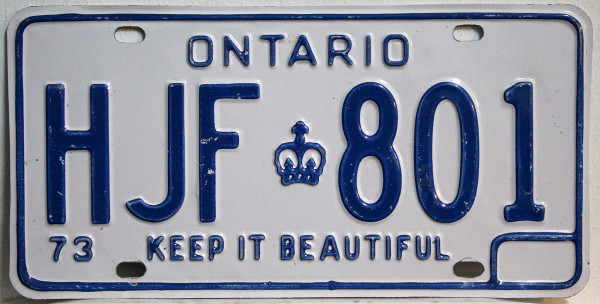 ONTARIO
HJF 801
73 KEEP IT BEAUTIFUL